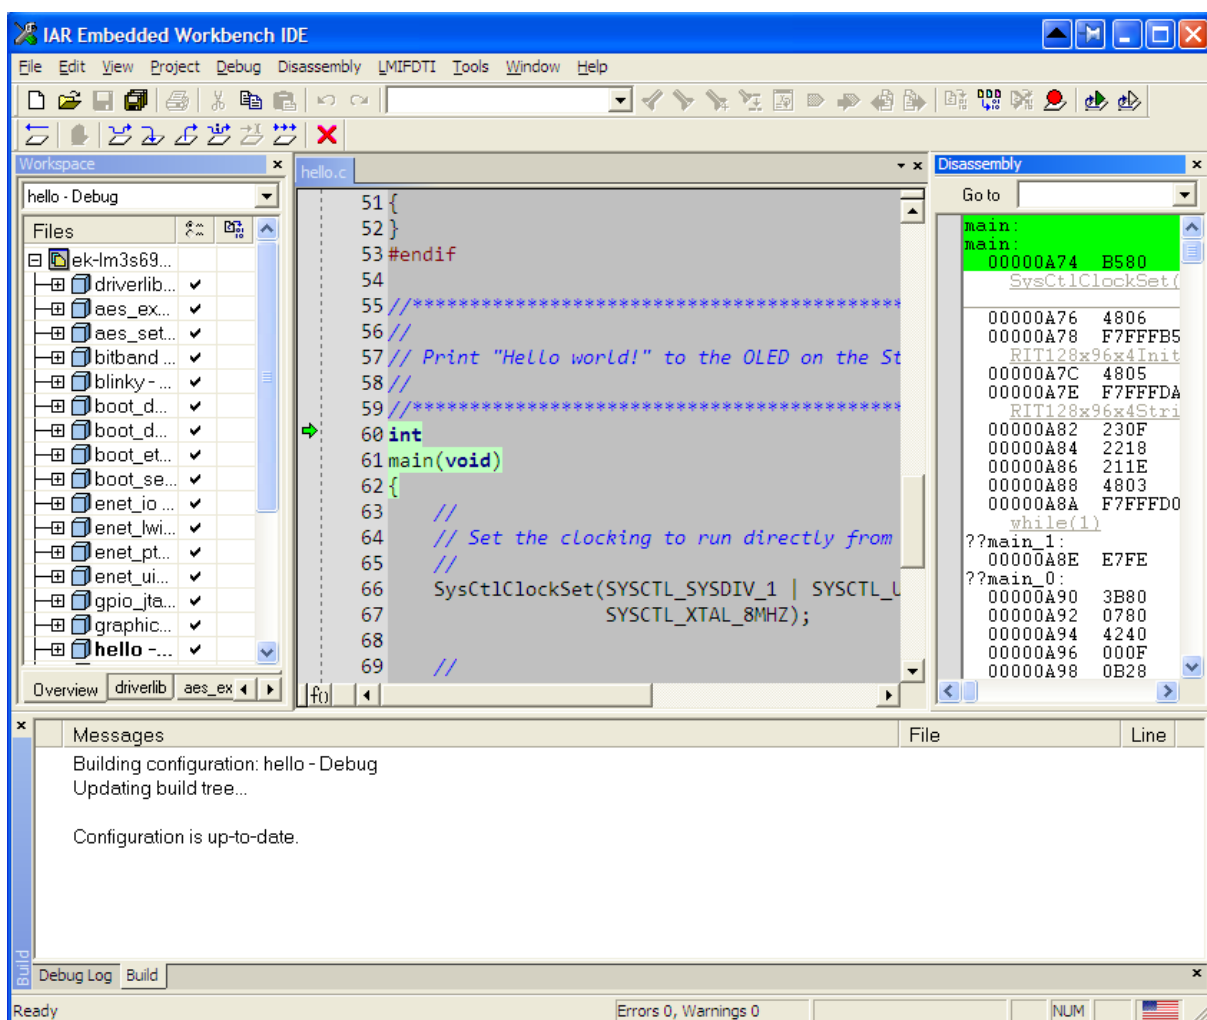 IAR Embedded Workbench IDE
File Edit View Project Debug Disassembly LMIFDTI Tools Window Help
Workspace
hello - Debug
Files
ek-lm3s69...
driverlib...
aes_ex...
aes_set...
bitband ...
blinky - ...
boot_d...
boot_d...
boot_et...
boot_se...
enet_io ...
enet_lwi...
enet_pt...
enet_ui...
gpio_jta...
graphic...
hello -...
Overview driverlib aes_ex
hello.c
51 {
52 }
53 #endif
54
55 //*******************************************
56 //
57 // Print "Hello world!" to the OLED on the St
58 //
59 //*******************************************
60 int
61 main(void)
62 {
63 //
64 // Set the clocking to run directly from
65 //
66 SysCtlClockSet(SYSCTL_SYSDIV_1 | SYSCTL_U
67 SYSCTL_XTAL_8MHZ);
68
69 //
f()
Disassembly
Go to
main:
main:
00000A74 B580
SysCtlClockSet(
00000A76 4806
00000A78 F7FFFB5
RIT128x96x4Init
00000A7C 4805
00000A7E F7FFFDA
RIT128x96x4Stri
00000A82 230F
00000A84 2218
00000A86 211E
00000A88 4803
00000A8A F7FFFD0
while(1)
??main_1:
00000A8E E7FE
??main_0:
00000A90 3B80
00000A92 0780
00000A94 4240
00000A96 000F
00000A98 0B28
Messages File Line
Building configuration: hello - Debug
Updating build tree...
Configuration is up-to-date.
Build
Debug Log Build
Ready Errors 0, Warnings 0 NUM